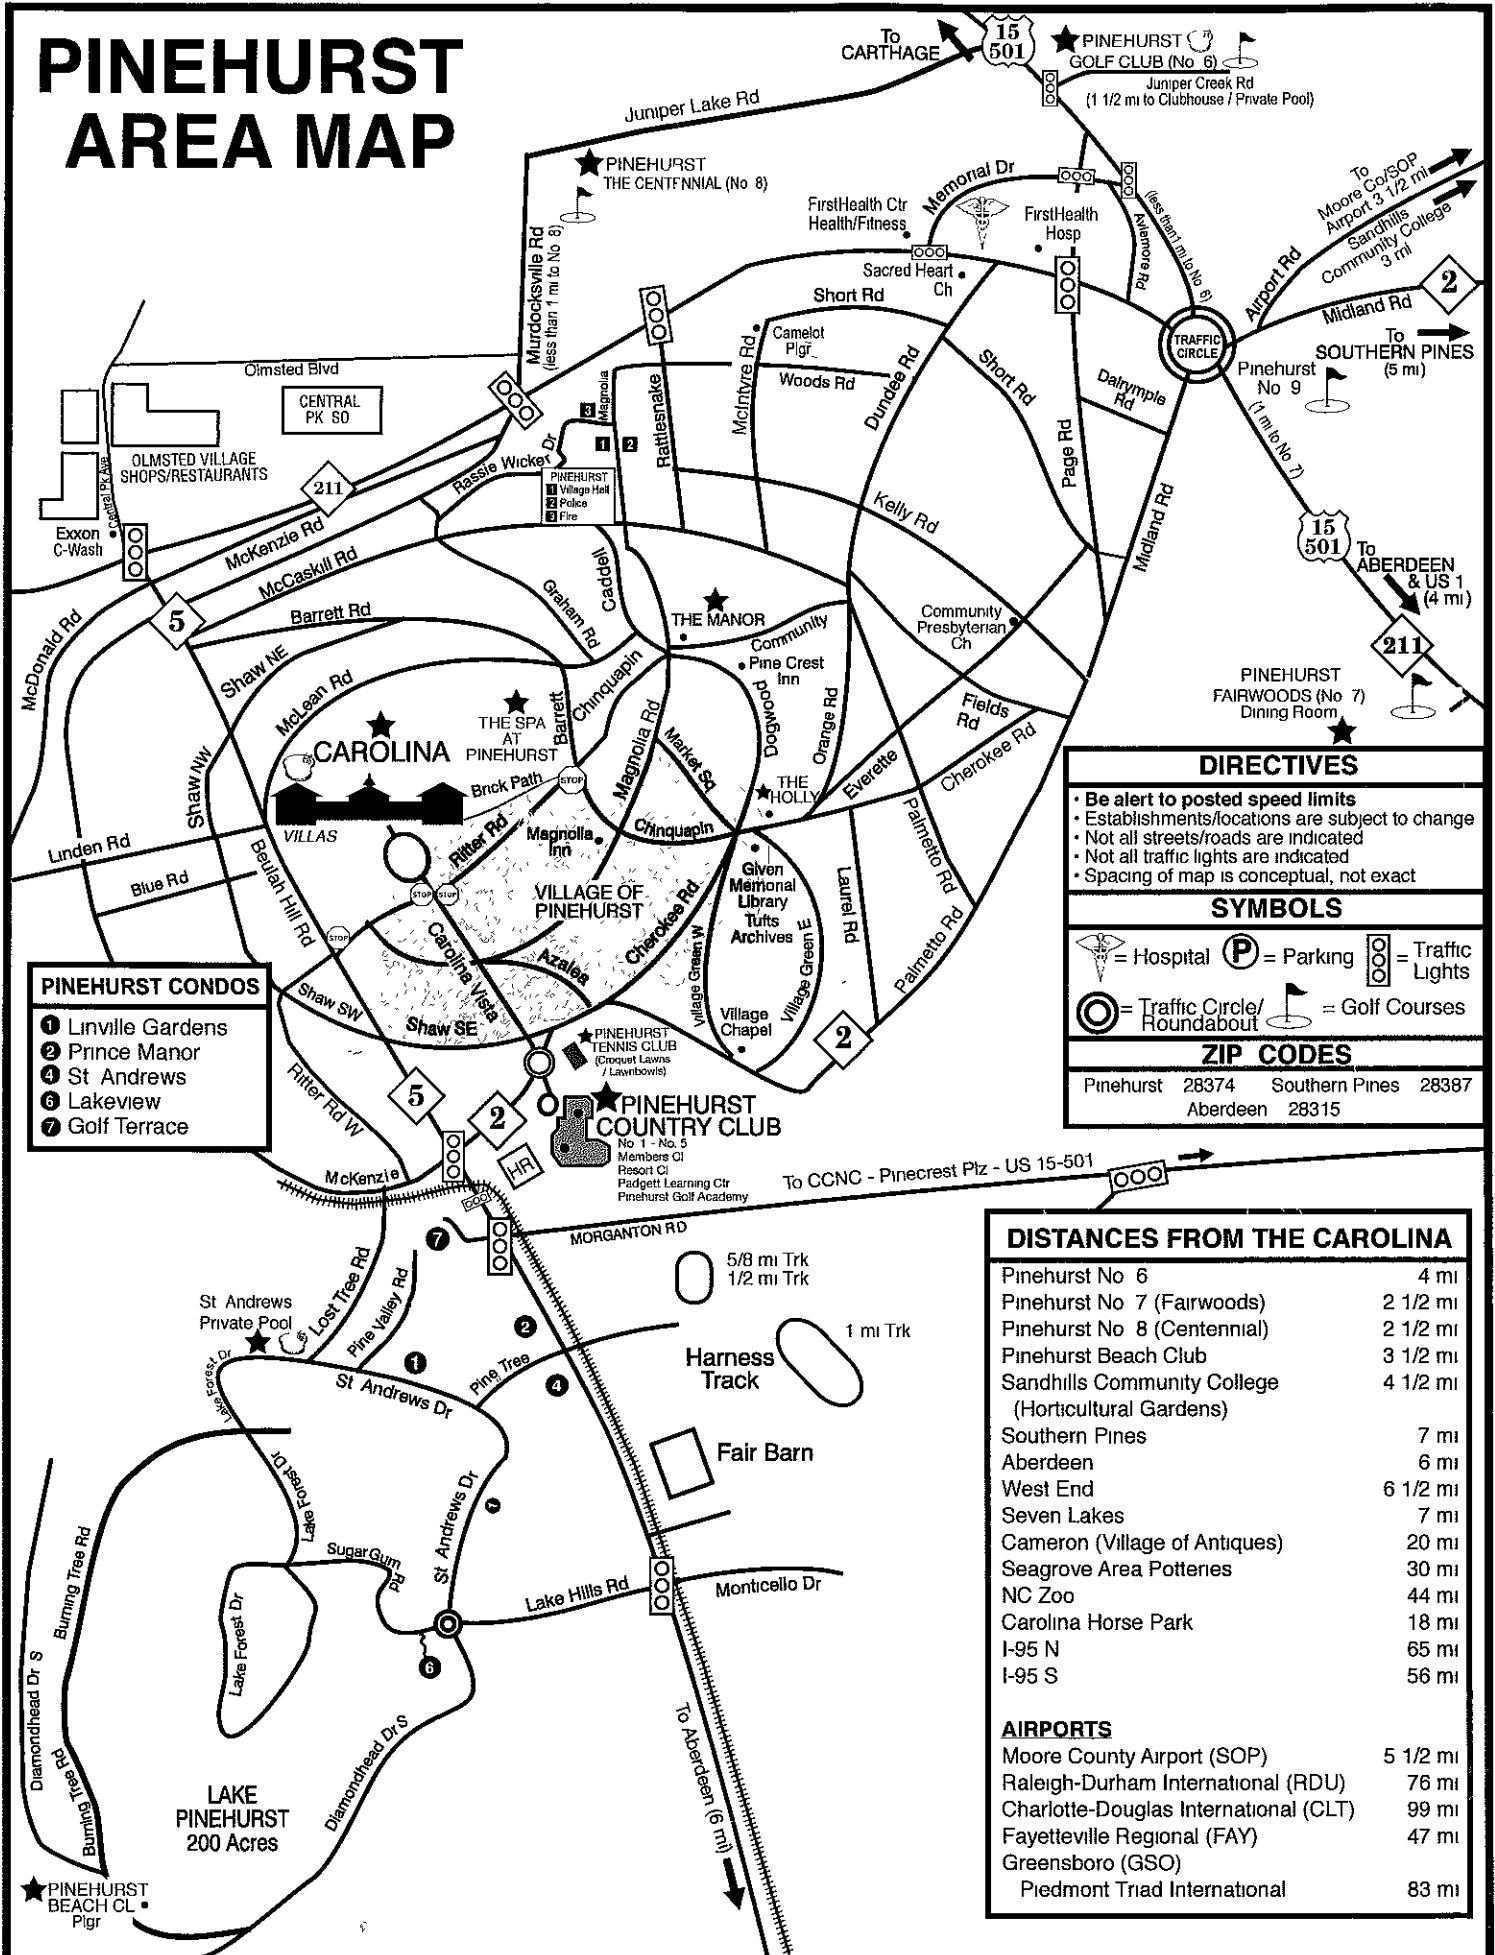 PINEHURST
AREA MAP
To
CARTHAGE
15
501
PINEHURST
GOLF CLUB (No 6)
Juniper Creek Rd
(1 1/2 mi to Clubhouse / Private Pool)
Juniper Lake Rd
PINEHURST
THE CENTENNIAL (No 8)
Murdocksville Rd
(less than 1 mi to No 8)
Memorial Dr
FirstHealth Ctr
Health/Fitness
FirstHealth
Hosp
Sacred Heart
Ch
Aviemore Rd
(less than 1 mi to No 6)
To
Moore Co/SOP
Airport 3 1/2 mi
Sandhills
Community College
3 mi
Airport Rd
Midland Rd
2
To
SOUTHERN PINES
(5 mi)
TRAFFIC
CIRCLE
Pinehurst
No 9
(1 mi to No 7)
Short Rd
Camelot
Plgr
Woods Rd
McIntyre Rd
Dundee Rd
Short Rd
Dalrymple
Rd
Page Rd
Midland Rd
Olmsted Blvd
CENTRAL
PK SO
OLMSTED VILLAGE
SHOPS/RESTAURANTS
Central Pk Ave
Exxon
C-Wash
211
Magnolia
3
1
2
Rattlesnake
Rassie Wicker Dr
PINEHURST
1 Village Hall
2 Police
3 Fire
Kelly Rd
15
501
To
ABERDEEN
& US 1
(4 mi)
211
McKenzie Rd
McCaskill Rd
McDonald Rd
5
Barrett Rd
Graham Rd
Caddell
THE MANOR
Community
Community
Presbyterian
Ch
Pine Crest
Inn
Shaw NE
McLean Rd
Chinquapin
Barrett
Dogwood
Orange Rd
Fields
Rd
PINEHURST
FAIRWOODS (No 7)
Dining Room
THE SPA
AT
PINEHURST
CAROLINA
Magnolia Rd
Market Sq
Everette
Cherokee Rd
THE
HOLLY
Shaw NW
Brick Path
STOP
VILLAS
Ritter Rd
Magnolia
Inn
Chinquapin
Linden Rd
Blue Rd
Beulah Hill Rd
STOP
STOP
STOP
VILLAGE OF
PINEHURST
Given
Memorial
Library
Tufts
Archives
Laurel Rd
Palmetto Rd
Palmetto Rd
Cherokee Rd
Carolina Vista
Azalea
Village Green W
Village Green E
Village
Chapel
2
Shaw SW
Shaw SE
DIRECTIVES
· Be alert to posted speed limits
· Establishments/locations are subject to change
· Not all streets/roads are indicated
· Not all traffic lights are indicated
· Spacing of map is conceptual, not exact
SYMBOLS
= Hospital
P = Parking
= Traffic
Lights
= Traffic Circle/
Roundabout
= Golf Courses
ZIP CODES
Pinehurst 28374 Southern Pines 28387
Aberdeen 28315
PINEHURST CONDOS
1 Linville Gardens
2 Prince Manor
4 St Andrews
6 Lakeview
7 Golf Terrace
PINEHURST
TENNIS CLUB
(Croquet Lawns
/ Lawnbowls)
Ritter Rd W
5
2
HR
PINEHURST
COUNTRY CLUB
No 1 - No. 5
Members Cl
Resort Cl
Padgett Learning Ctr
Pinehurst Golf Academy
McKenzie
To CCNC - Pinecrest Plz - US 15-501
MORGANTON RD
7
Lost Tree Rd
Pine Valley Rd
St Andrews
Private Pool
5/8 mi Trk
1/2 mi Trk
1 mi Trk
Harness
Track
2
1
Pine Tree
4
Lake Forest Dr
St Andrews Dr
Fair Barn
Lake Forest Dr
St Andrews Dr
7
Burning Tree Rd
Sugar Gum
Rd
Lake Forest Dr
Lake Hills Rd
Monticello Dr
6
Diamondhead Dr S
Burning Tree Rd
Diamondhead Dr S
To Aberdeen (6 mi)
LAKE
PINEHURST
200 Acres
PINEHURST
BEACH CL
Plgr
DISTANCES FROM THE CAROLINA
Pinehurst No 6 4 mi
Pinehurst No 7 (Fairwoods) 2 1/2 mi
Pinehurst No 8 (Centennial) 2 1/2 mi
Pinehurst Beach Club 3 1/2 mi
Sandhills Community College 4 1/2 mi
(Horticultural Gardens)
Southern Pines 7 mi
Aberdeen 6 mi
West End 6 1/2 mi
Seven Lakes 7 mi
Cameron (Village of Antiques) 20 mi
Seagrove Area Potteries 30 mi
NC Zoo 44 mi
Carolina Horse Park 18 mi
I-95 N 65 mi
I-95 S 56 mi
AIRPORTS
Moore County Airport (SOP) 5 1/2 mi
Raleigh-Durham International (RDU) 76 mi
Charlotte-Douglas International (CLT) 99 mi
Fayetteville Regional (FAY) 47 mi
Greensboro (GSO)
Piedmont Triad International 83 mi